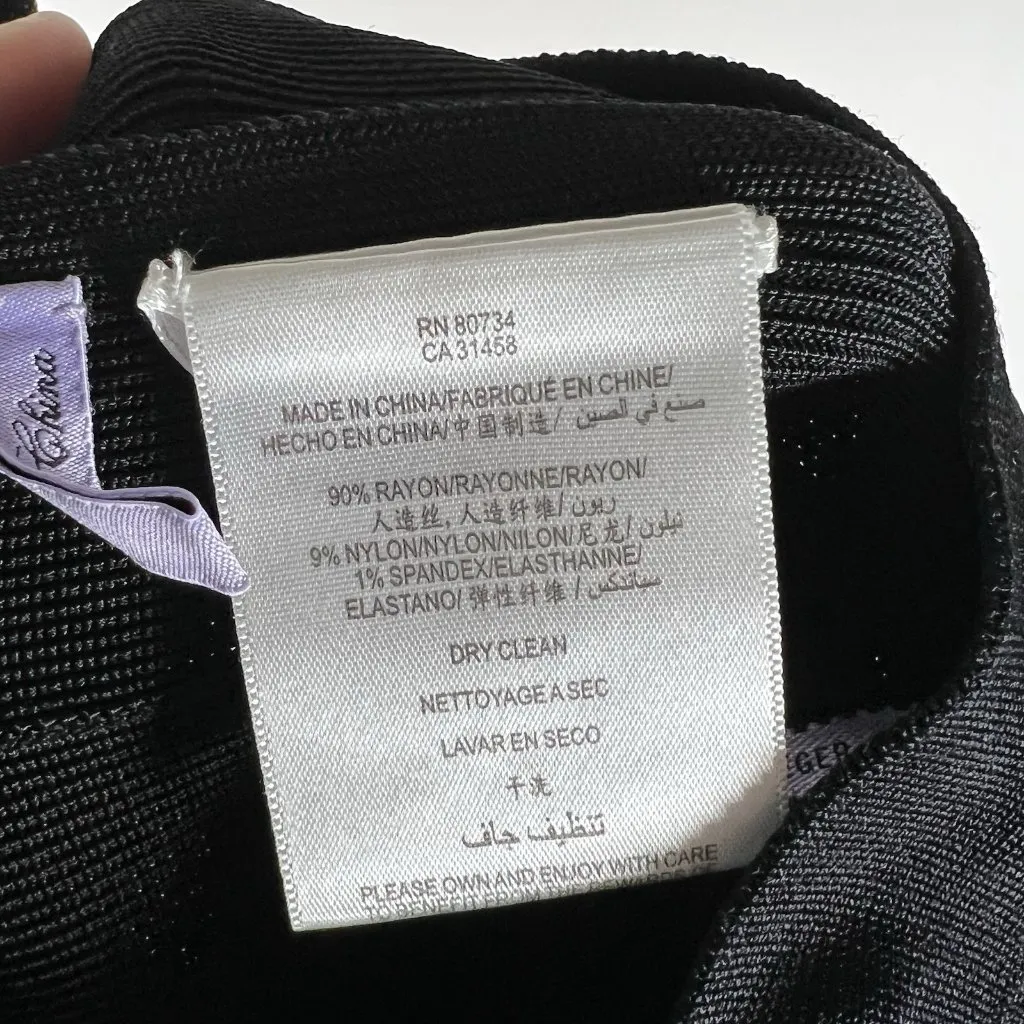 RN 80734
CA 31458
MADE IN CHINA/FABRIQUÉ EN CHINE/
HECHO EN CHINA/中国制造/ صنع في الصين
90% RAYON/RAYONNE/RAYON/
人造丝, 人造纤维/ ريون/
9% NYLON/NYLON/NILON/尼龙/ نيلون/
1% SPANDEX/ELASTHANNE/
ELASTANO/ 弹性纤维 / سباندكس
DRY CLEAN
NETTOYAGE A SEC
LAVAR EN SECO
干洗
تنظيف جاف
PLEASE OWN AND ENJOY WITH CARE
China
GER